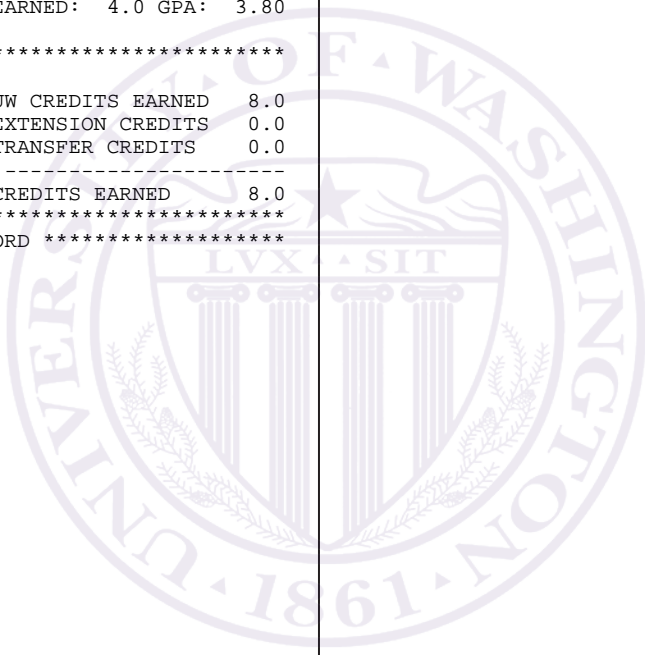 EARNED: 4.0 GPA: 3.80
***********************
UW CREDITS EARNED 8.0
EXTENSION CREDITS 0.0
TRANSFER CREDITS 0.0
----------------------
CREDITS EARNED 8.0
***********************
ORD *******************
UNIVERSITY OF WASHINGTON
LVX SIT
1861